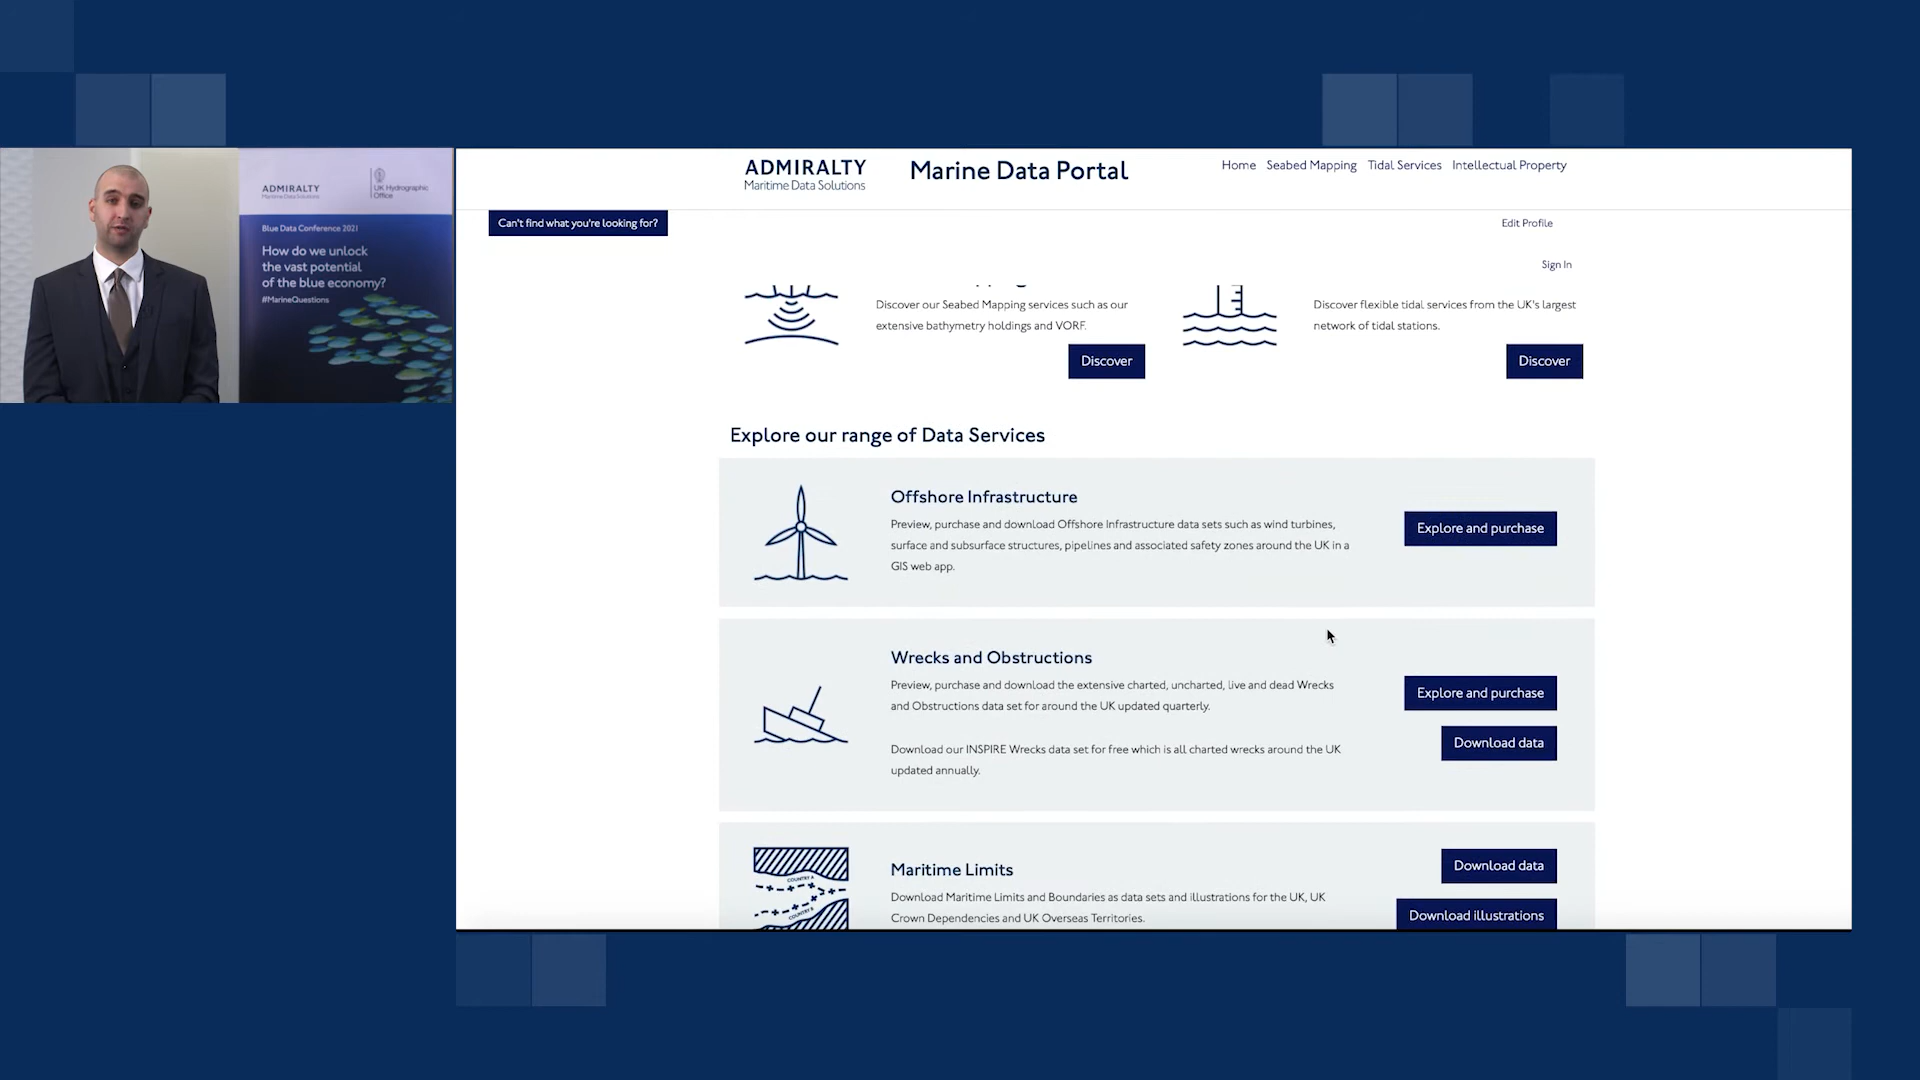 ADMIRALTY
Maritime Data Solutions
UK Hydrographic
Office
Blue Data Conference 2021
How do we unlock
the vast potential
of the blue economy?
#MarineQuestions
ADMIRALTY
Maritime Data Solutions
Marine Data Portal
Home Seabed Mapping Tidal Services Intellectual Property
Can't find what you're looking for?
Edit Profile
Sign In
Discover our Seabed Mapping services such as our
extensive bathymetry holdings and VORF.
Discover
Discover flexible tidal services from the UK's largest
network of tidal stations.
Discover
Explore our range of Data Services
Offshore Infrastructure
Preview, purchase and download Offshore Infrastructure data sets such as wind turbines,
surface and subsurface structures, pipelines and associated safety zones around the UK in a
GIS web app.
Explore and purchase
Wrecks and Obstructions
Preview, purchase and download the extensive charted, uncharted, live and dead Wrecks
and Obstructions data set for around the UK updated quarterly.
Download our INSPIRE Wrecks data set for free which is all charted wrecks around the UK
updated annually.
Explore and purchase
Download data
COUNTRY A
COUNTRY B
Maritime Limits
Download Maritime Limits and Boundaries as data sets and illustrations for the UK, UK
Crown Dependencies and UK Overseas Territories.
Download data
Download illustrations